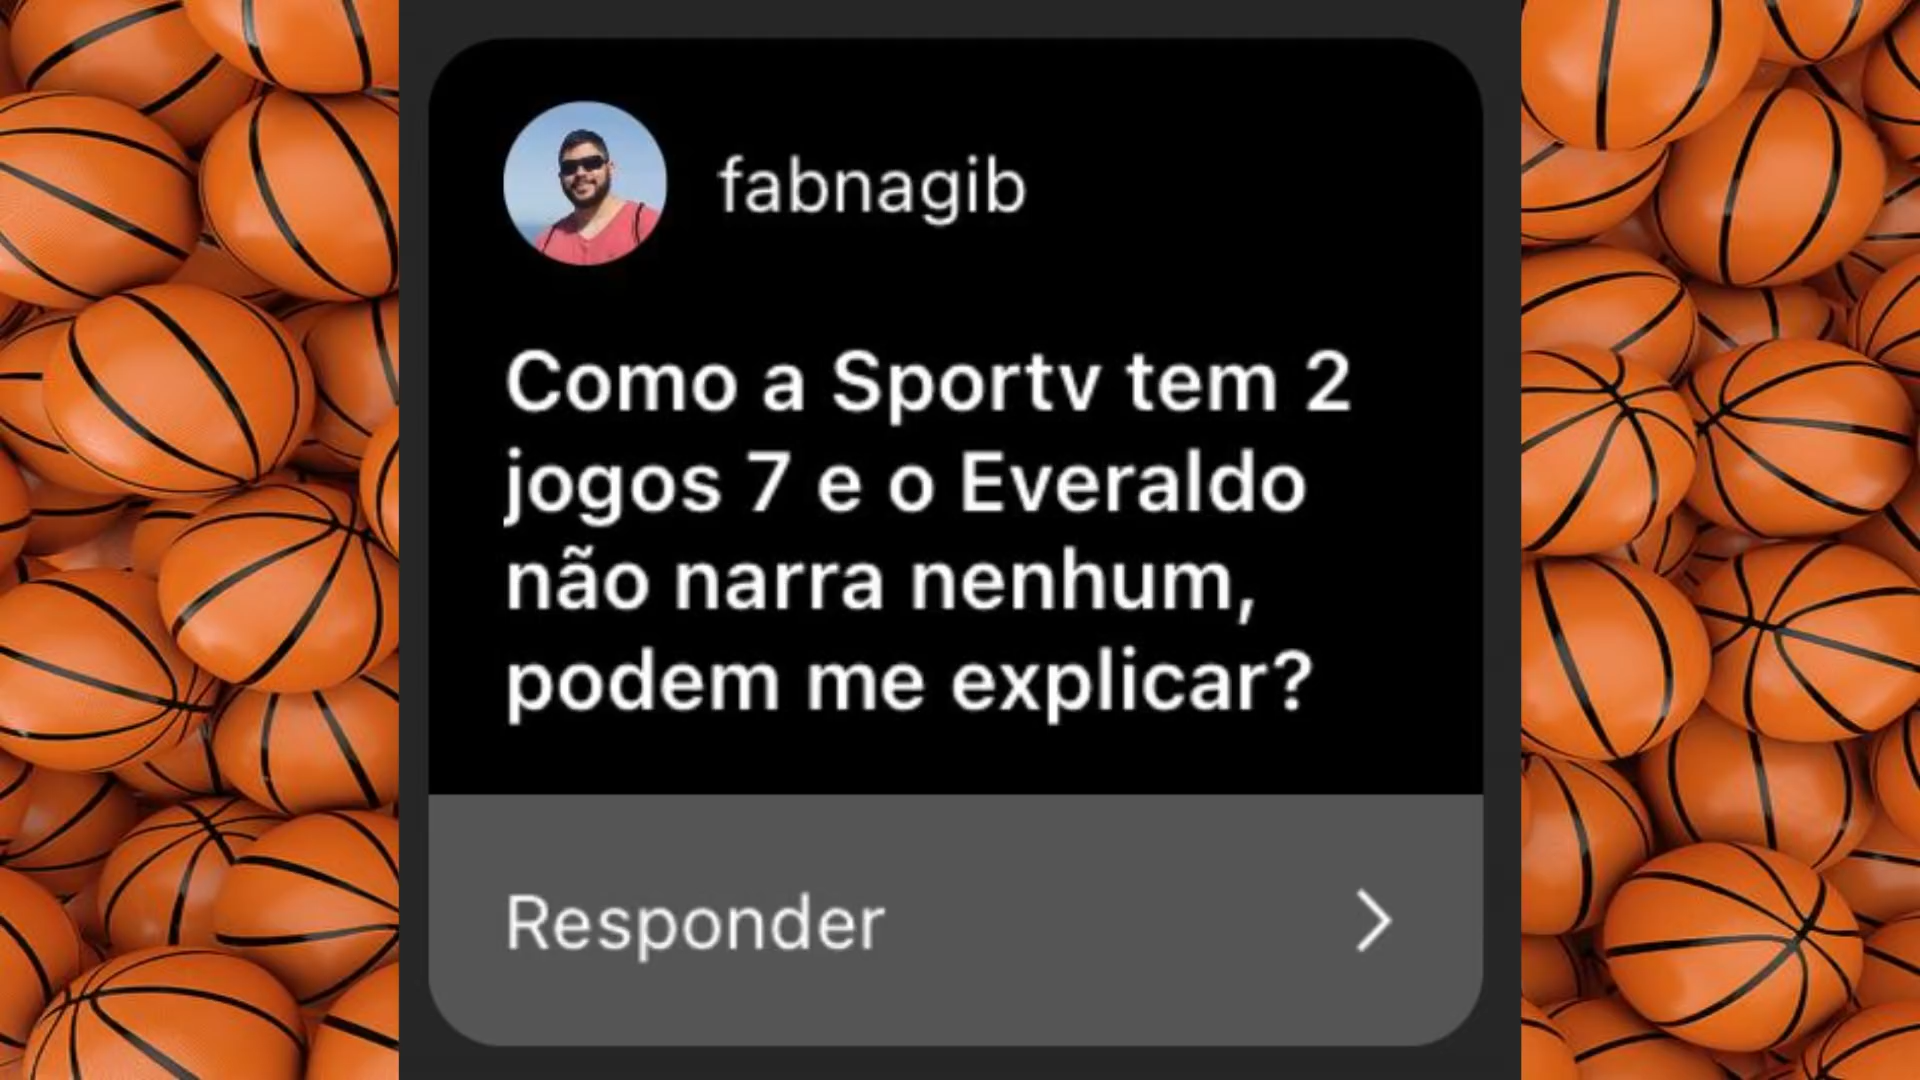 fabnagib
Como a Sportv tem 2
jogos 7 e o Everaldo
não narra nenhum,
podem me explicar?
Responder